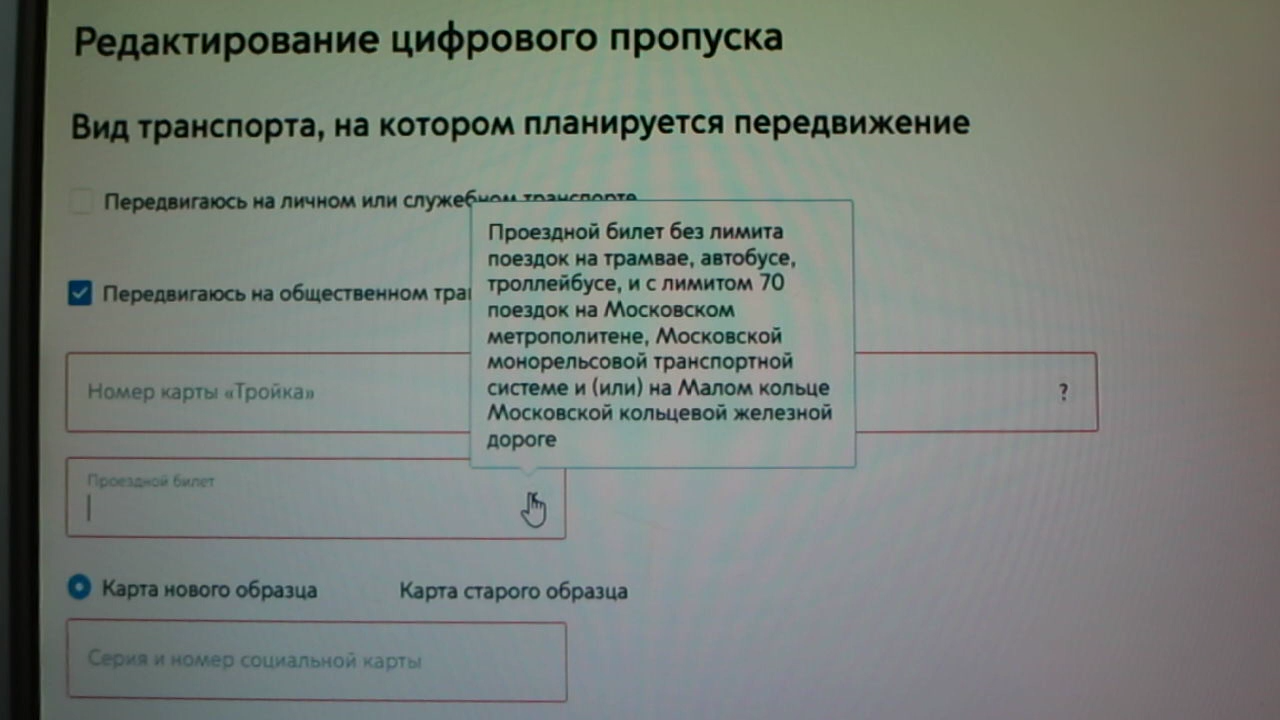 Редактирование цифрового пропуска
Вид транспорта, на котором планируется передвижение
Передвигаюсь на личном или служебном транспорте
Проездной билет без лимита
поездок на трамвае, автобусе,
троллейбусе, и с лимитом 70
поездок на Московском
метрополитене, Московской
монорельсовой транспортной
системе и (или) на Малом кольце
Московской кольцевой железной
дороге
Передвигаюсь на общественном тра
Номер карты «Тройка»
?
Проездной билет
Карта нового образца
Карта старого образца
Серия и номер социальной карты